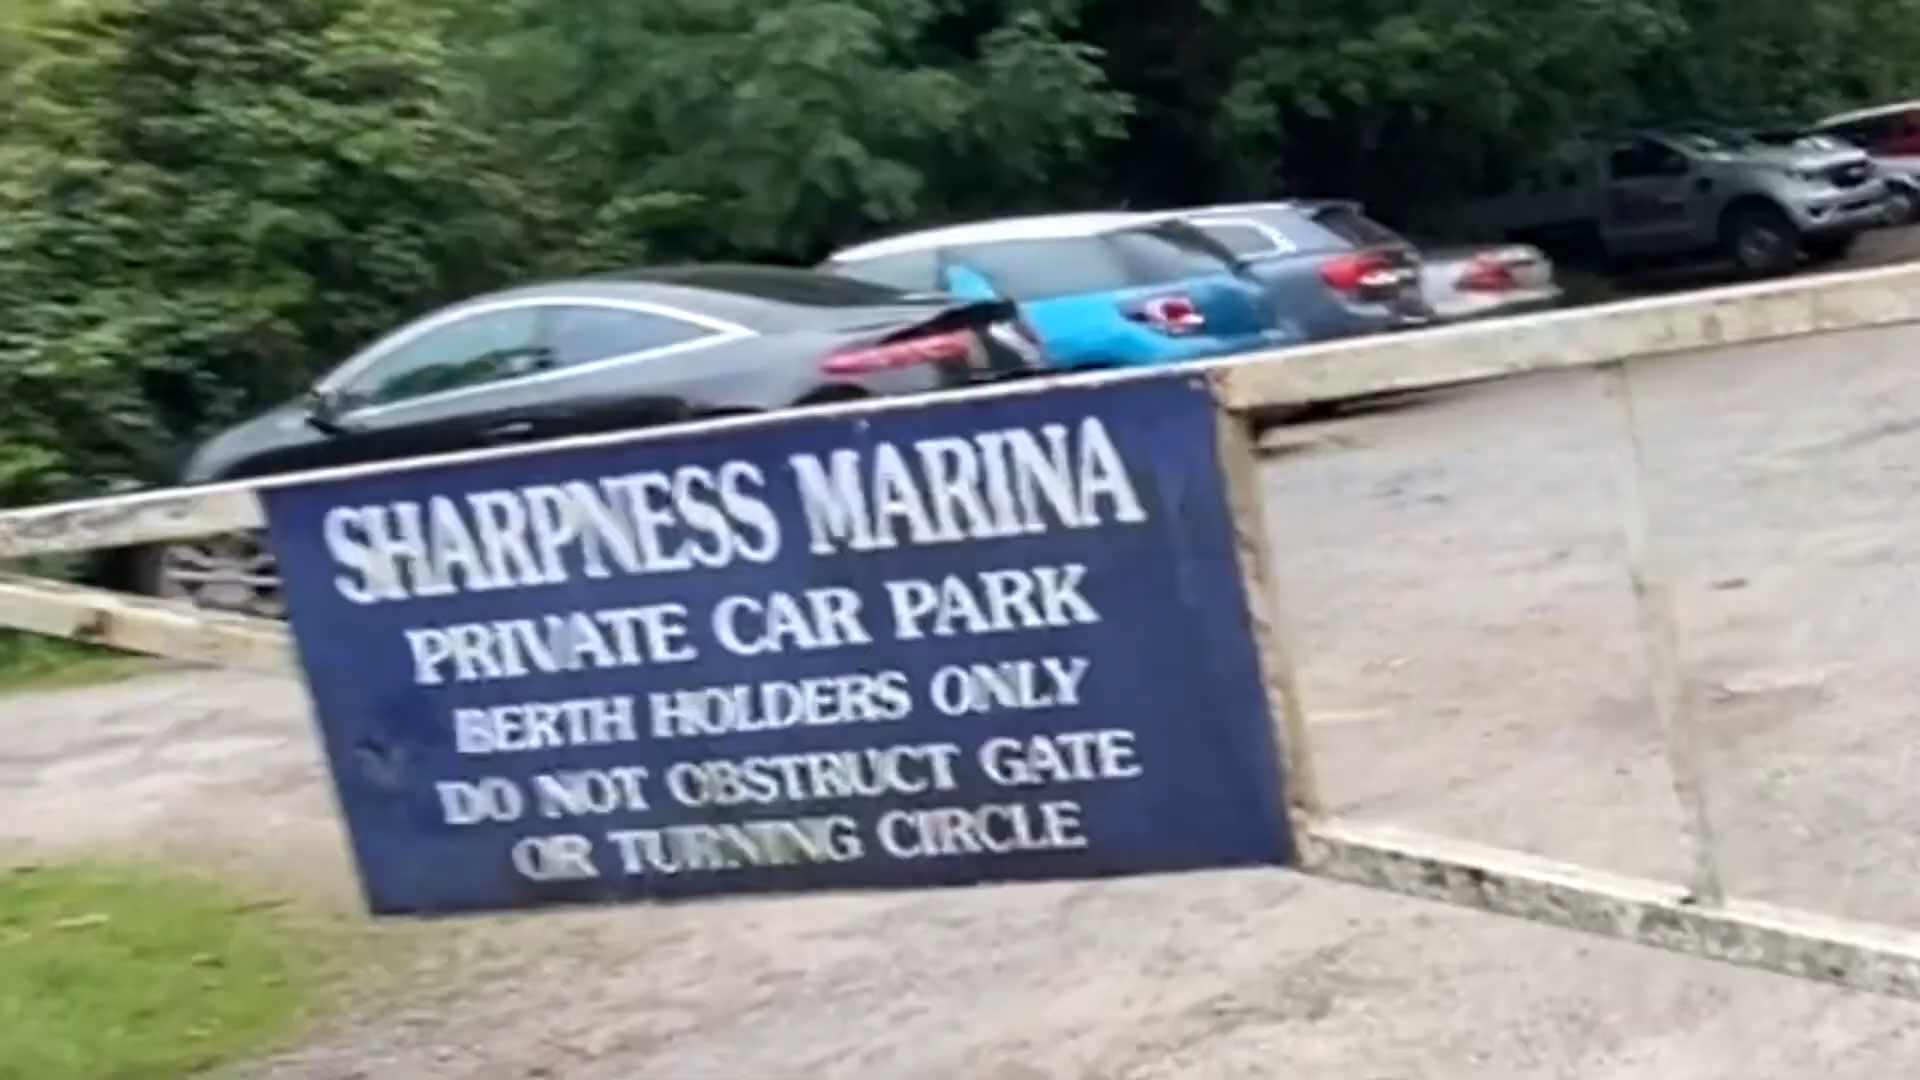 SHARPNESS MARINA
PRIVATE CAR PARK
BERTH HOLDERS ONLY
DO NOT OBSTRUCT GATE
OR TURNING CIRCLE